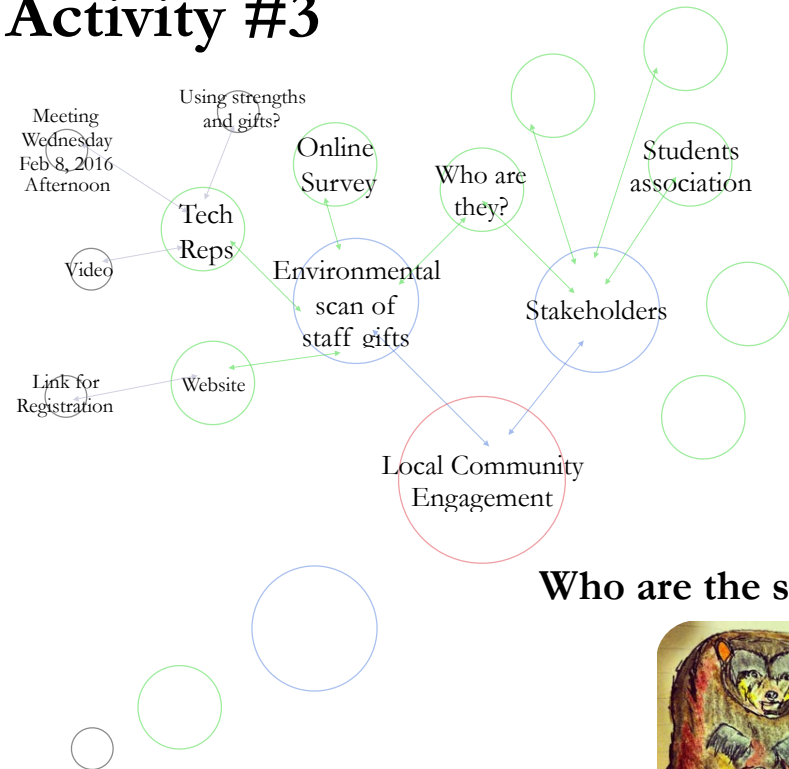 Activity #3
Using strengths
and gifts?
Meeting
Wednesday
Feb 8, 2016
Afternoon
Online
Survey
Who are
they?
Students
association
Tech
Reps
Video
Environmental
scan of
staff gifts
Stakeholders
Link for
Registration
Website
Local Community
Engagement
Who are the s